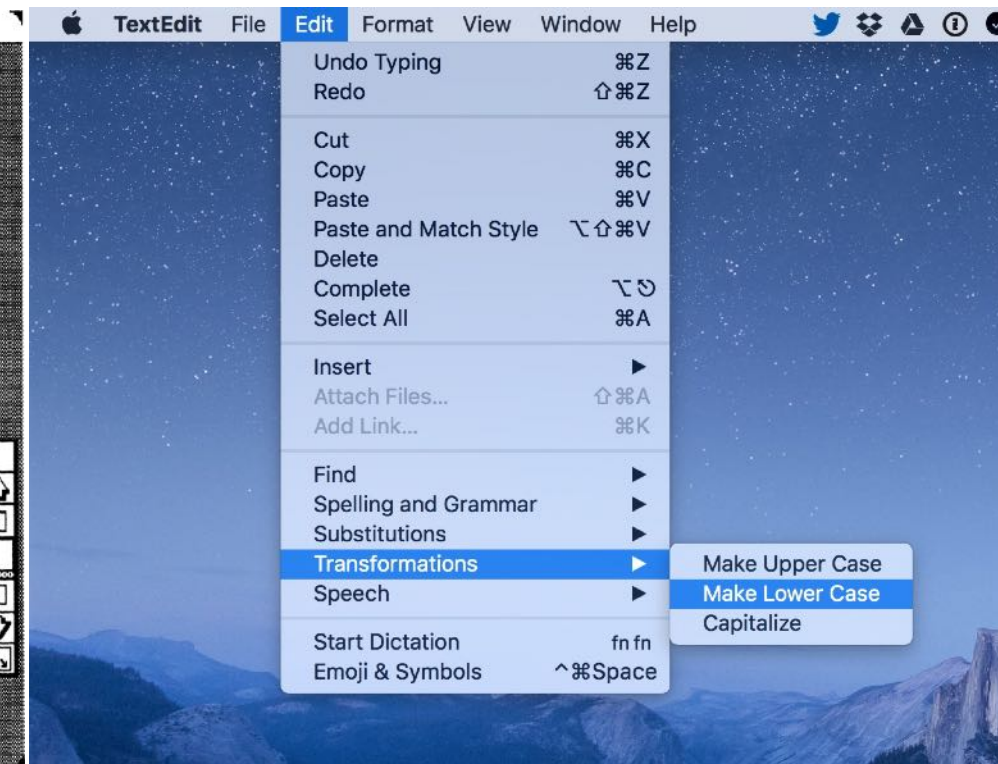 TextEdit File Edit Format View Window Help
Undo Typing ⌘Z
Redo ⇧⌘Z
Cut ⌘X
Copy ⌘C
Paste ⌘V
Paste and Match Style ⌥⇧⌘V
Delete
Complete ⌥⎋
Select All ⌘A
Insert ▶
Attach Files... ⇧⌘A
Add Link... ⌘K
Find ▶
Spelling and Grammar ▶
Substitutions ▶
Transformations ▶ Make Upper Case
Speech ▶ Make Lower Case
Capitalize
Start Dictation fn fn
Emoji & Symbols ^⌘Space